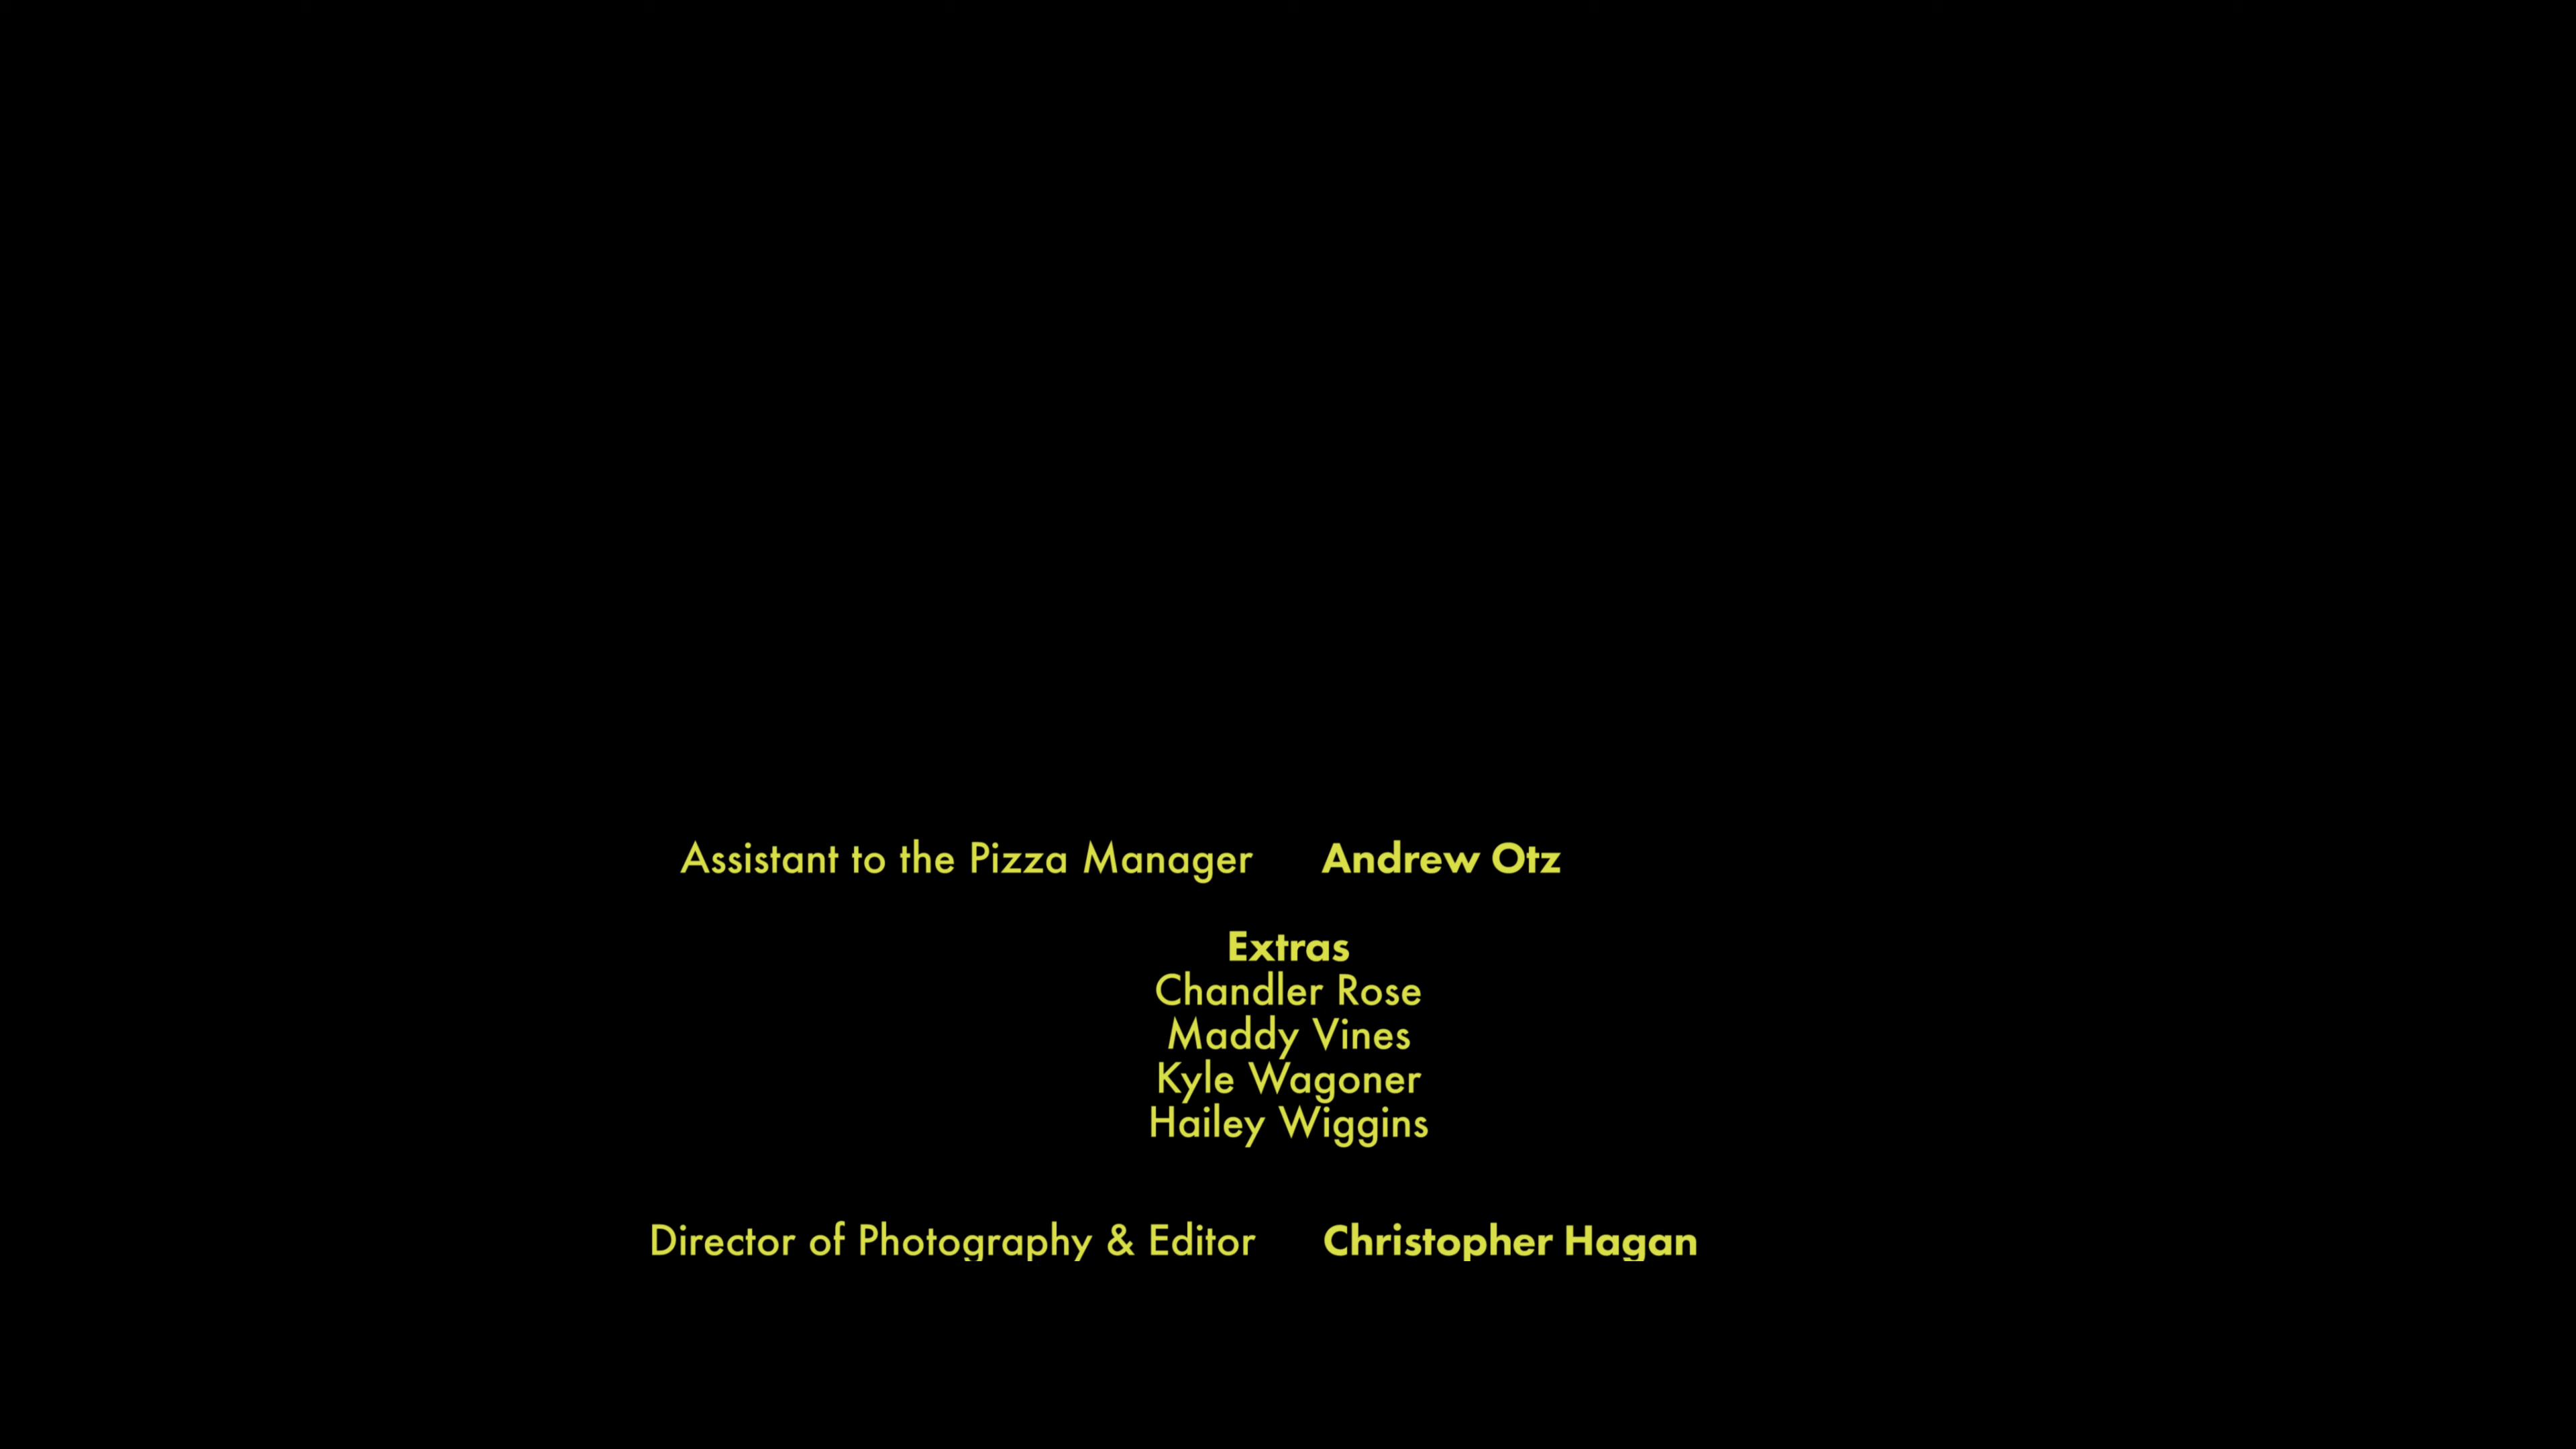 Assistant to the Pizza Manager Andrew Otz
Extras
Chandler Rose
Maddy Vines
Kyle Wagoner
Hailey Wiggins
Director of Photography & Editor Christopher Hagan